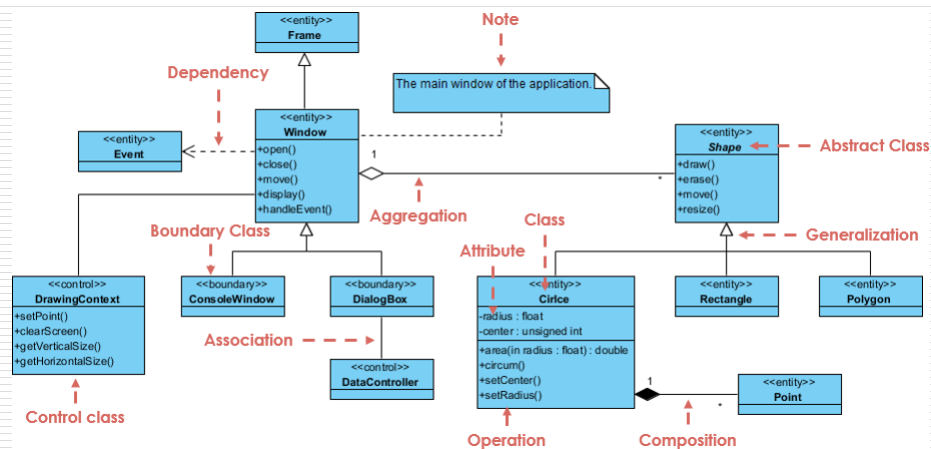 <<entity>>
Frame
Note
Dependency
The main window of the application.
<<entity>>
Window
+open()
+close()
+move()
+display()
+handleEvent()
<<entity>>
Event
1
*
Aggregation
<<entity>>
Shape
+draw()
+erase()
+move()
+resize()
Abstract Class
Boundary Class
Class
Attribute
Generalization
<<control>>
DrawingContext
+setPoint()
+clearScreen()
+getVerticalSize()
+getHorizontalSize()
<<boundary>>
ConsoleWindow
<<boundary>>
DialogBox
<<entity>>
Cirlce
-radius : float
-center : unsigned int
+area(in radius : float) : double
+circum()
+setCenter()
+setRadius()
<<entity>>
Rectangle
<<entity>>
Polygon
Association
<<control>>
DataController
1
*
<<entity>>
Point
Control class
Operation
Composition